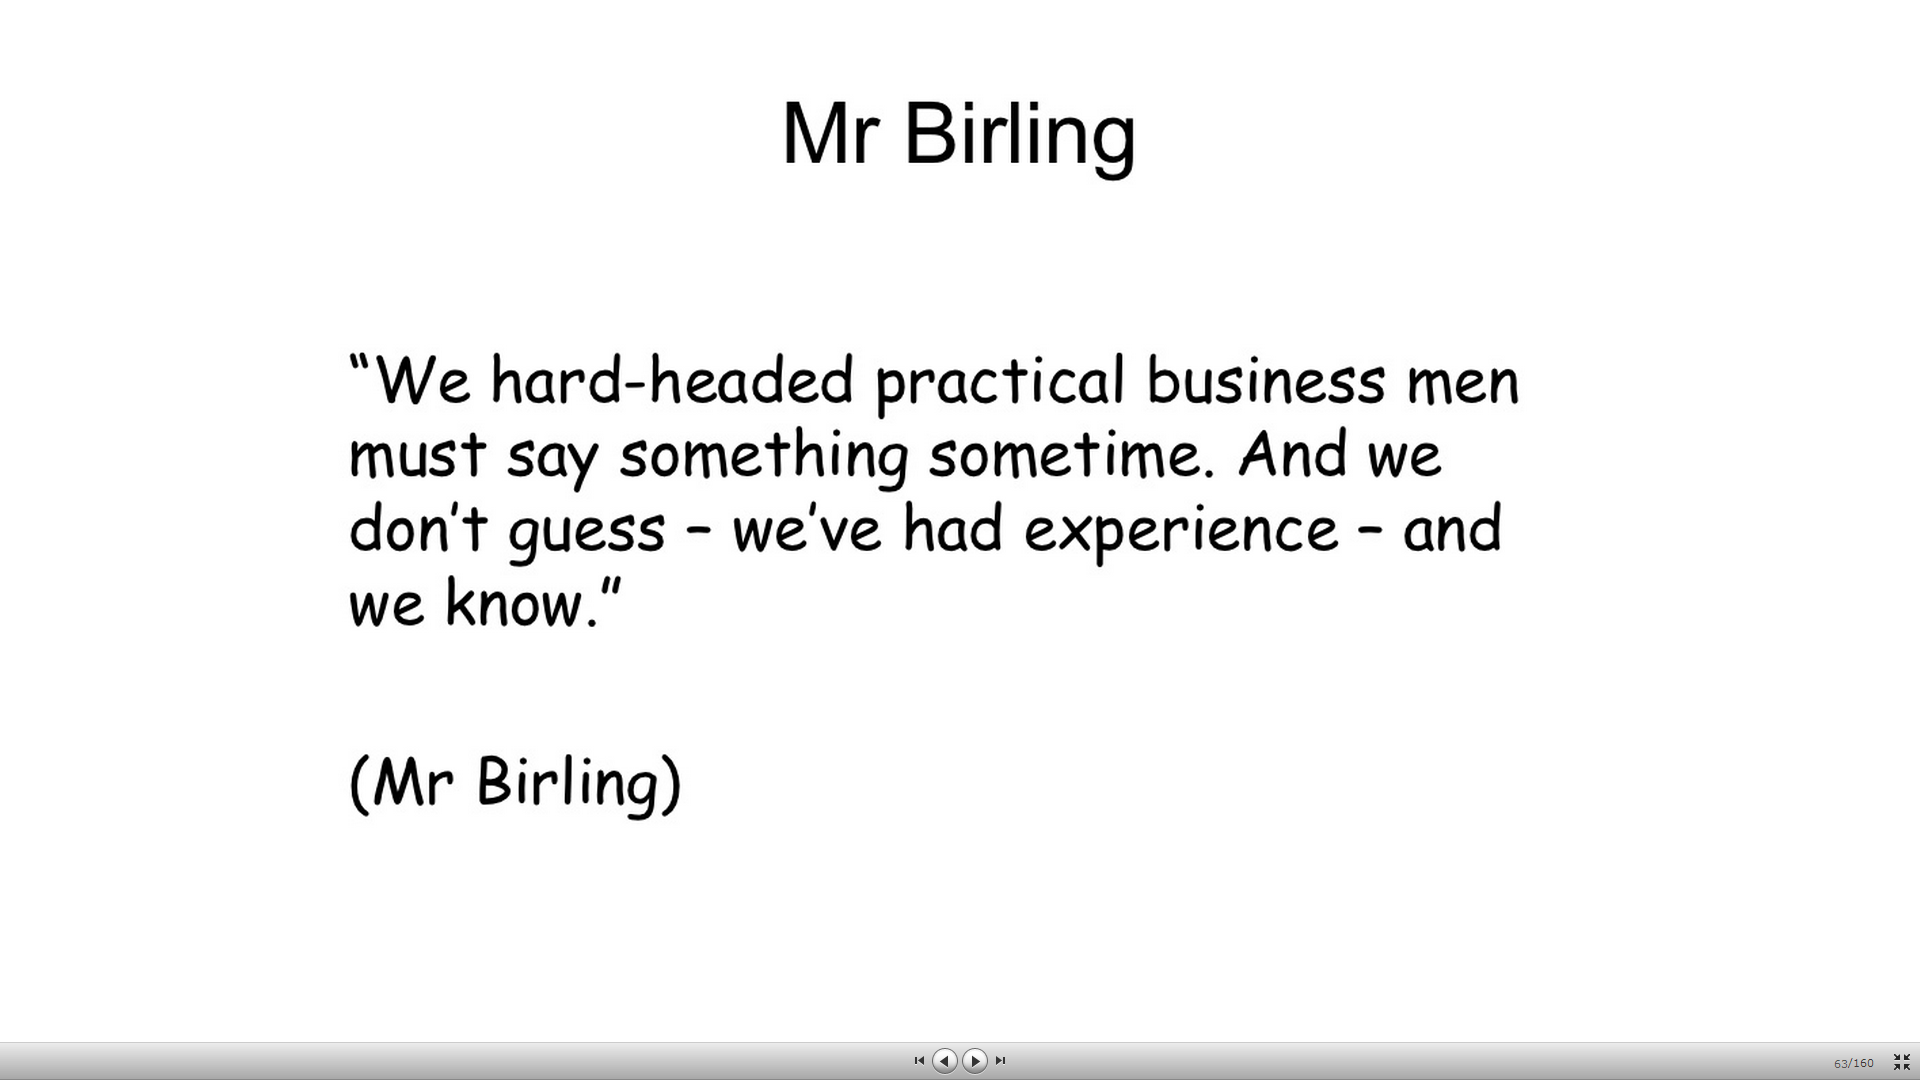 Mr Birling
“We hard-headed practical business men
must say something sometime. And we
don’t guess – we’ve had experience – and
we know.”
(Mr Birling)
63/160